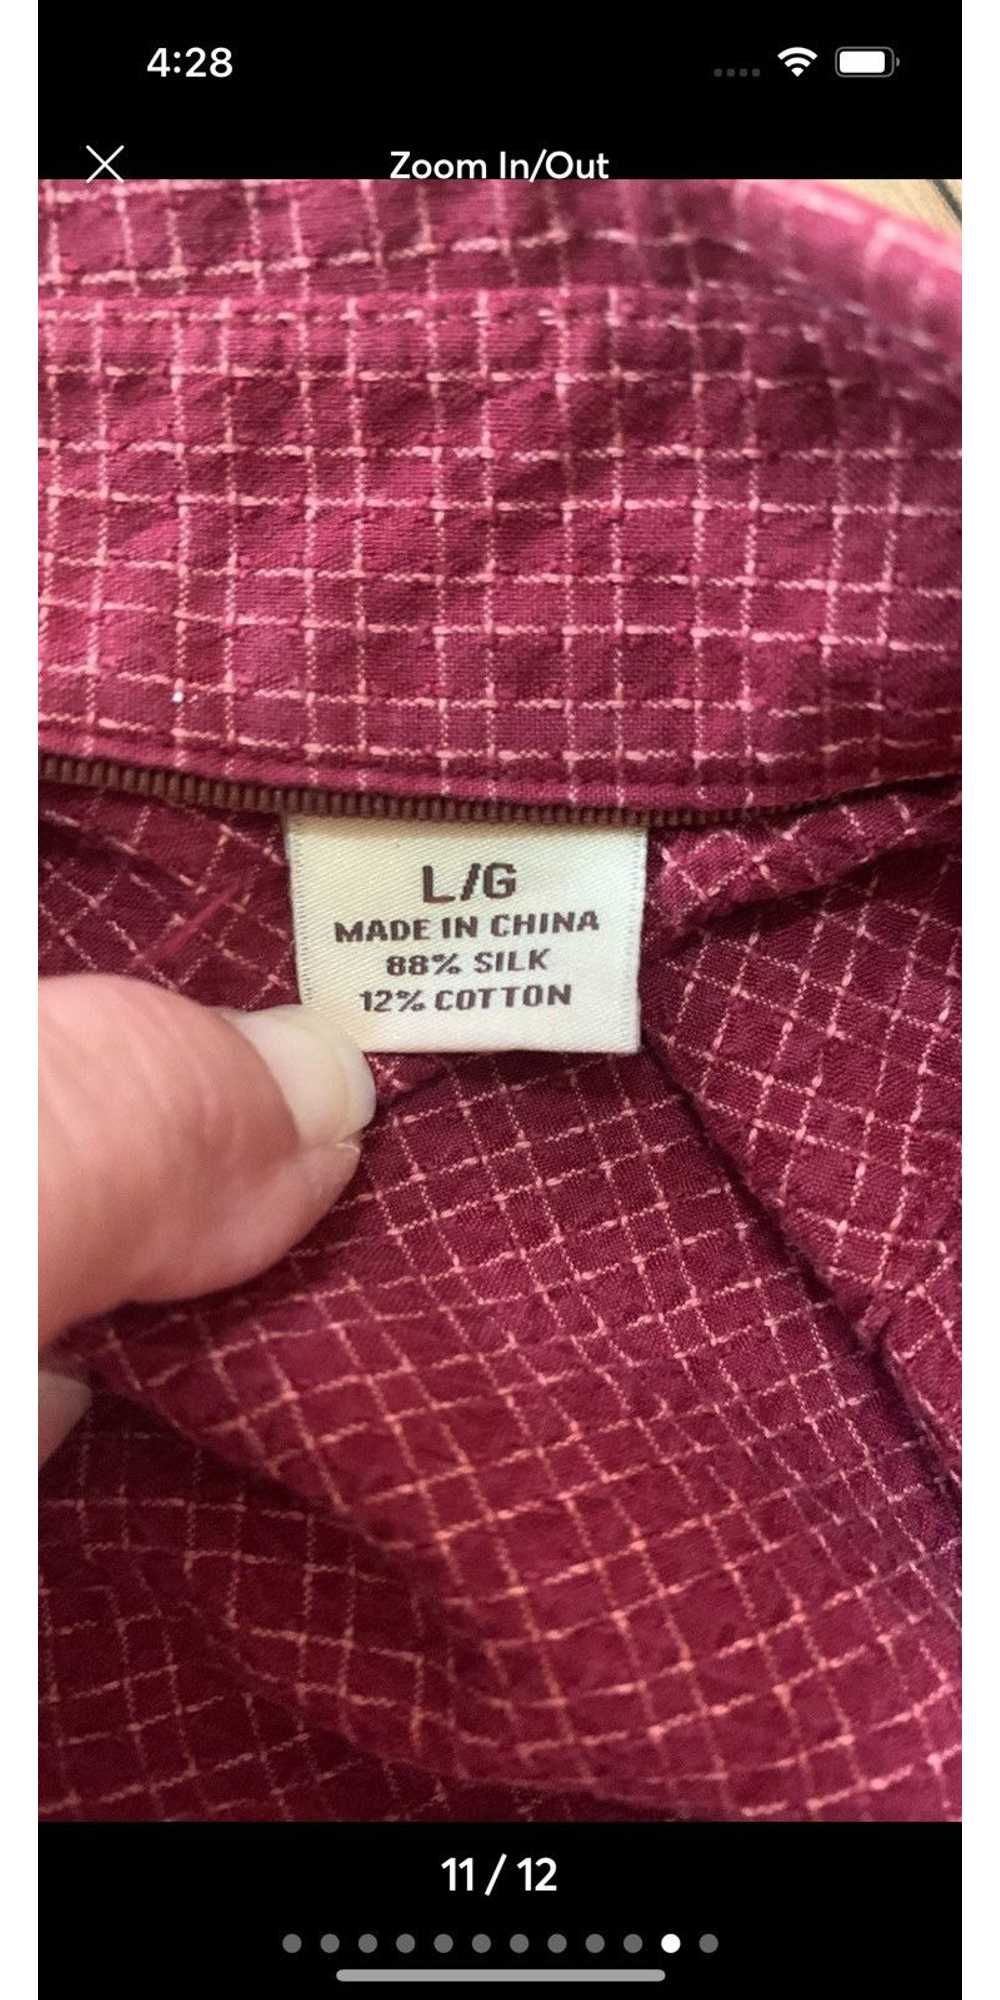 4:28
Zoom In/Out
L/G
MADE IN CHINA
88% SILK
12% COTTON
11 / 12